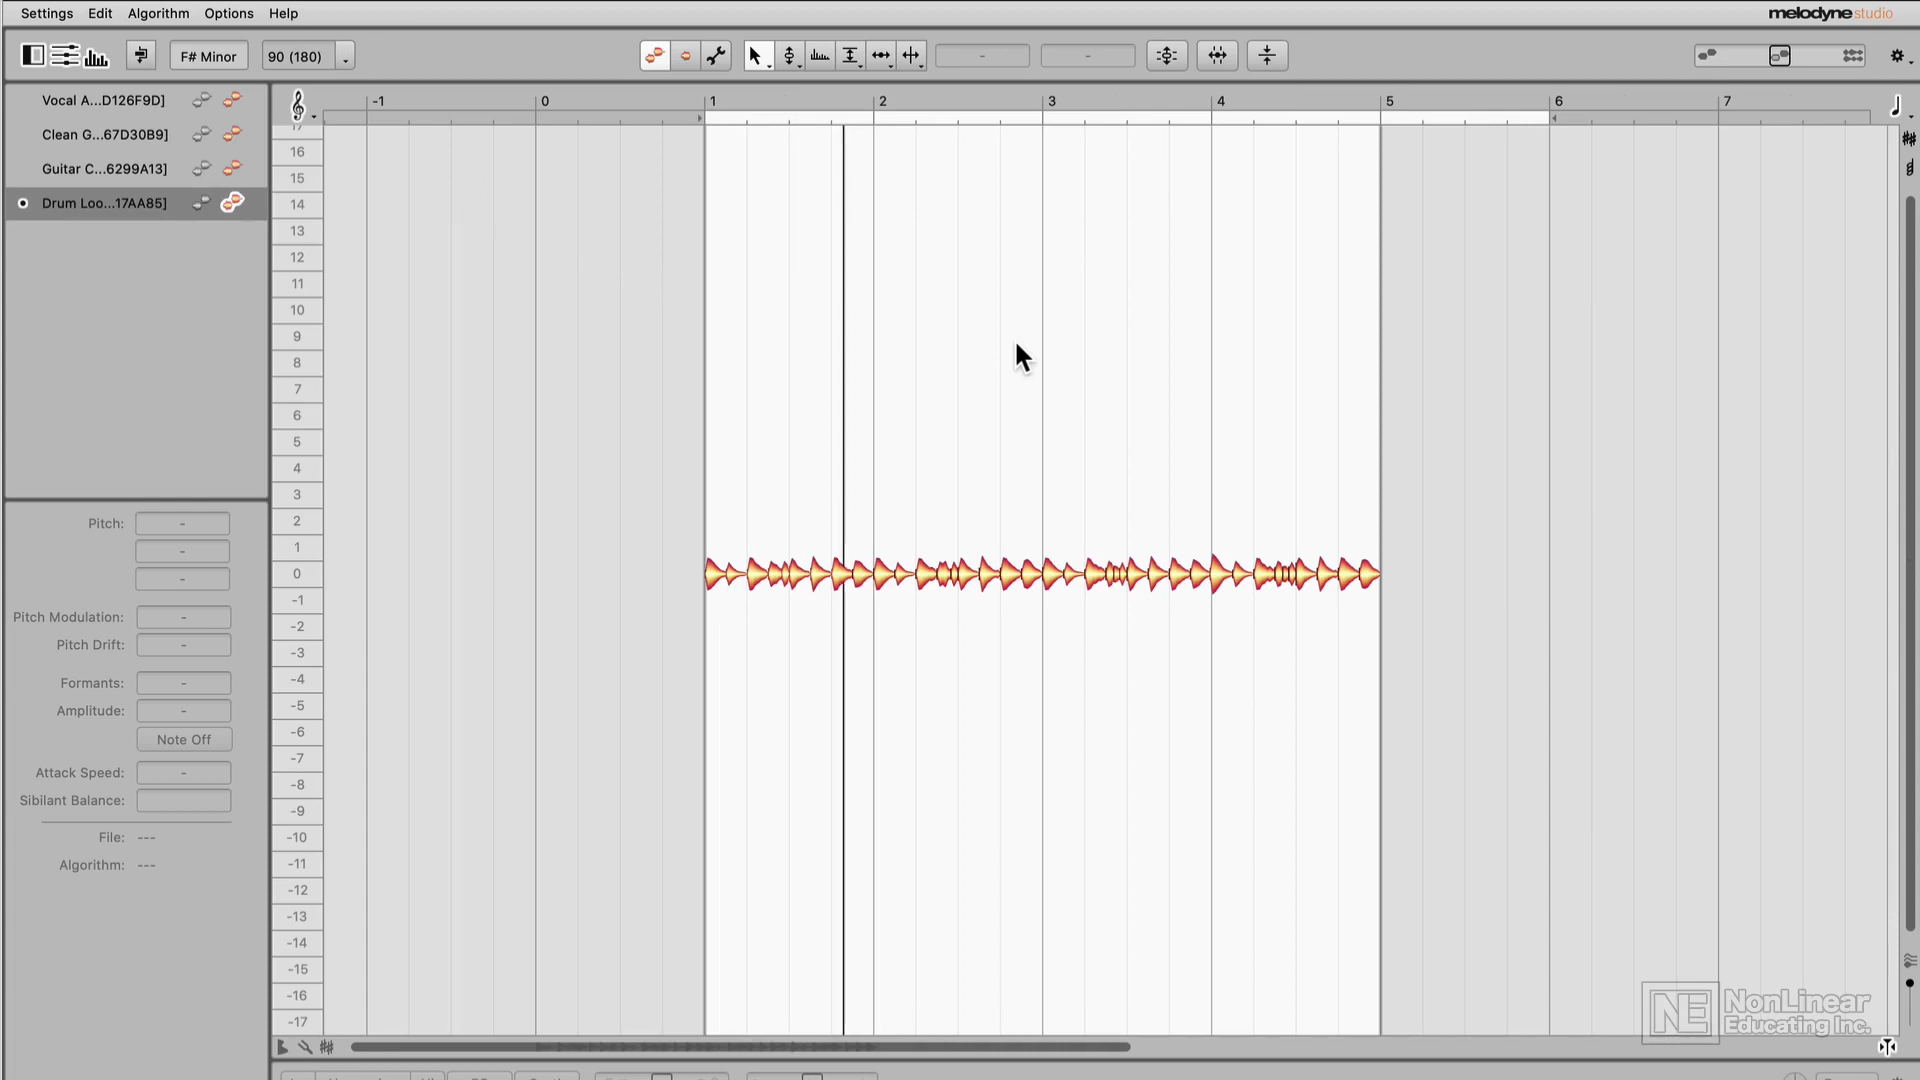 Settings Edit Algorithm Options Help
melodyne studio
F# Minor 90 (180) - -
Vocal A...D126F9D]
Clean G...67D30B9]
Guitar C...6299A13]
Drum Loo...17AA85]
-1 0 1 2 3 4 5 6 7
17
16
15
14
13
12
11
10
9
8
7
6
5
4
3
2
1
0
-1
-2
-3
-4
-5
-6
-7
-8
-9
-10
-11
-12
-13
-14
-15
-16
-17
Pitch: -
-
-
Pitch Modulation: -
Pitch Drift: -
Formants: -
Amplitude: -
Note Off
Attack Speed: -
Sibilant Balance:
File: ---
Algorithm: ---
NE NonLinear
Educating Inc.